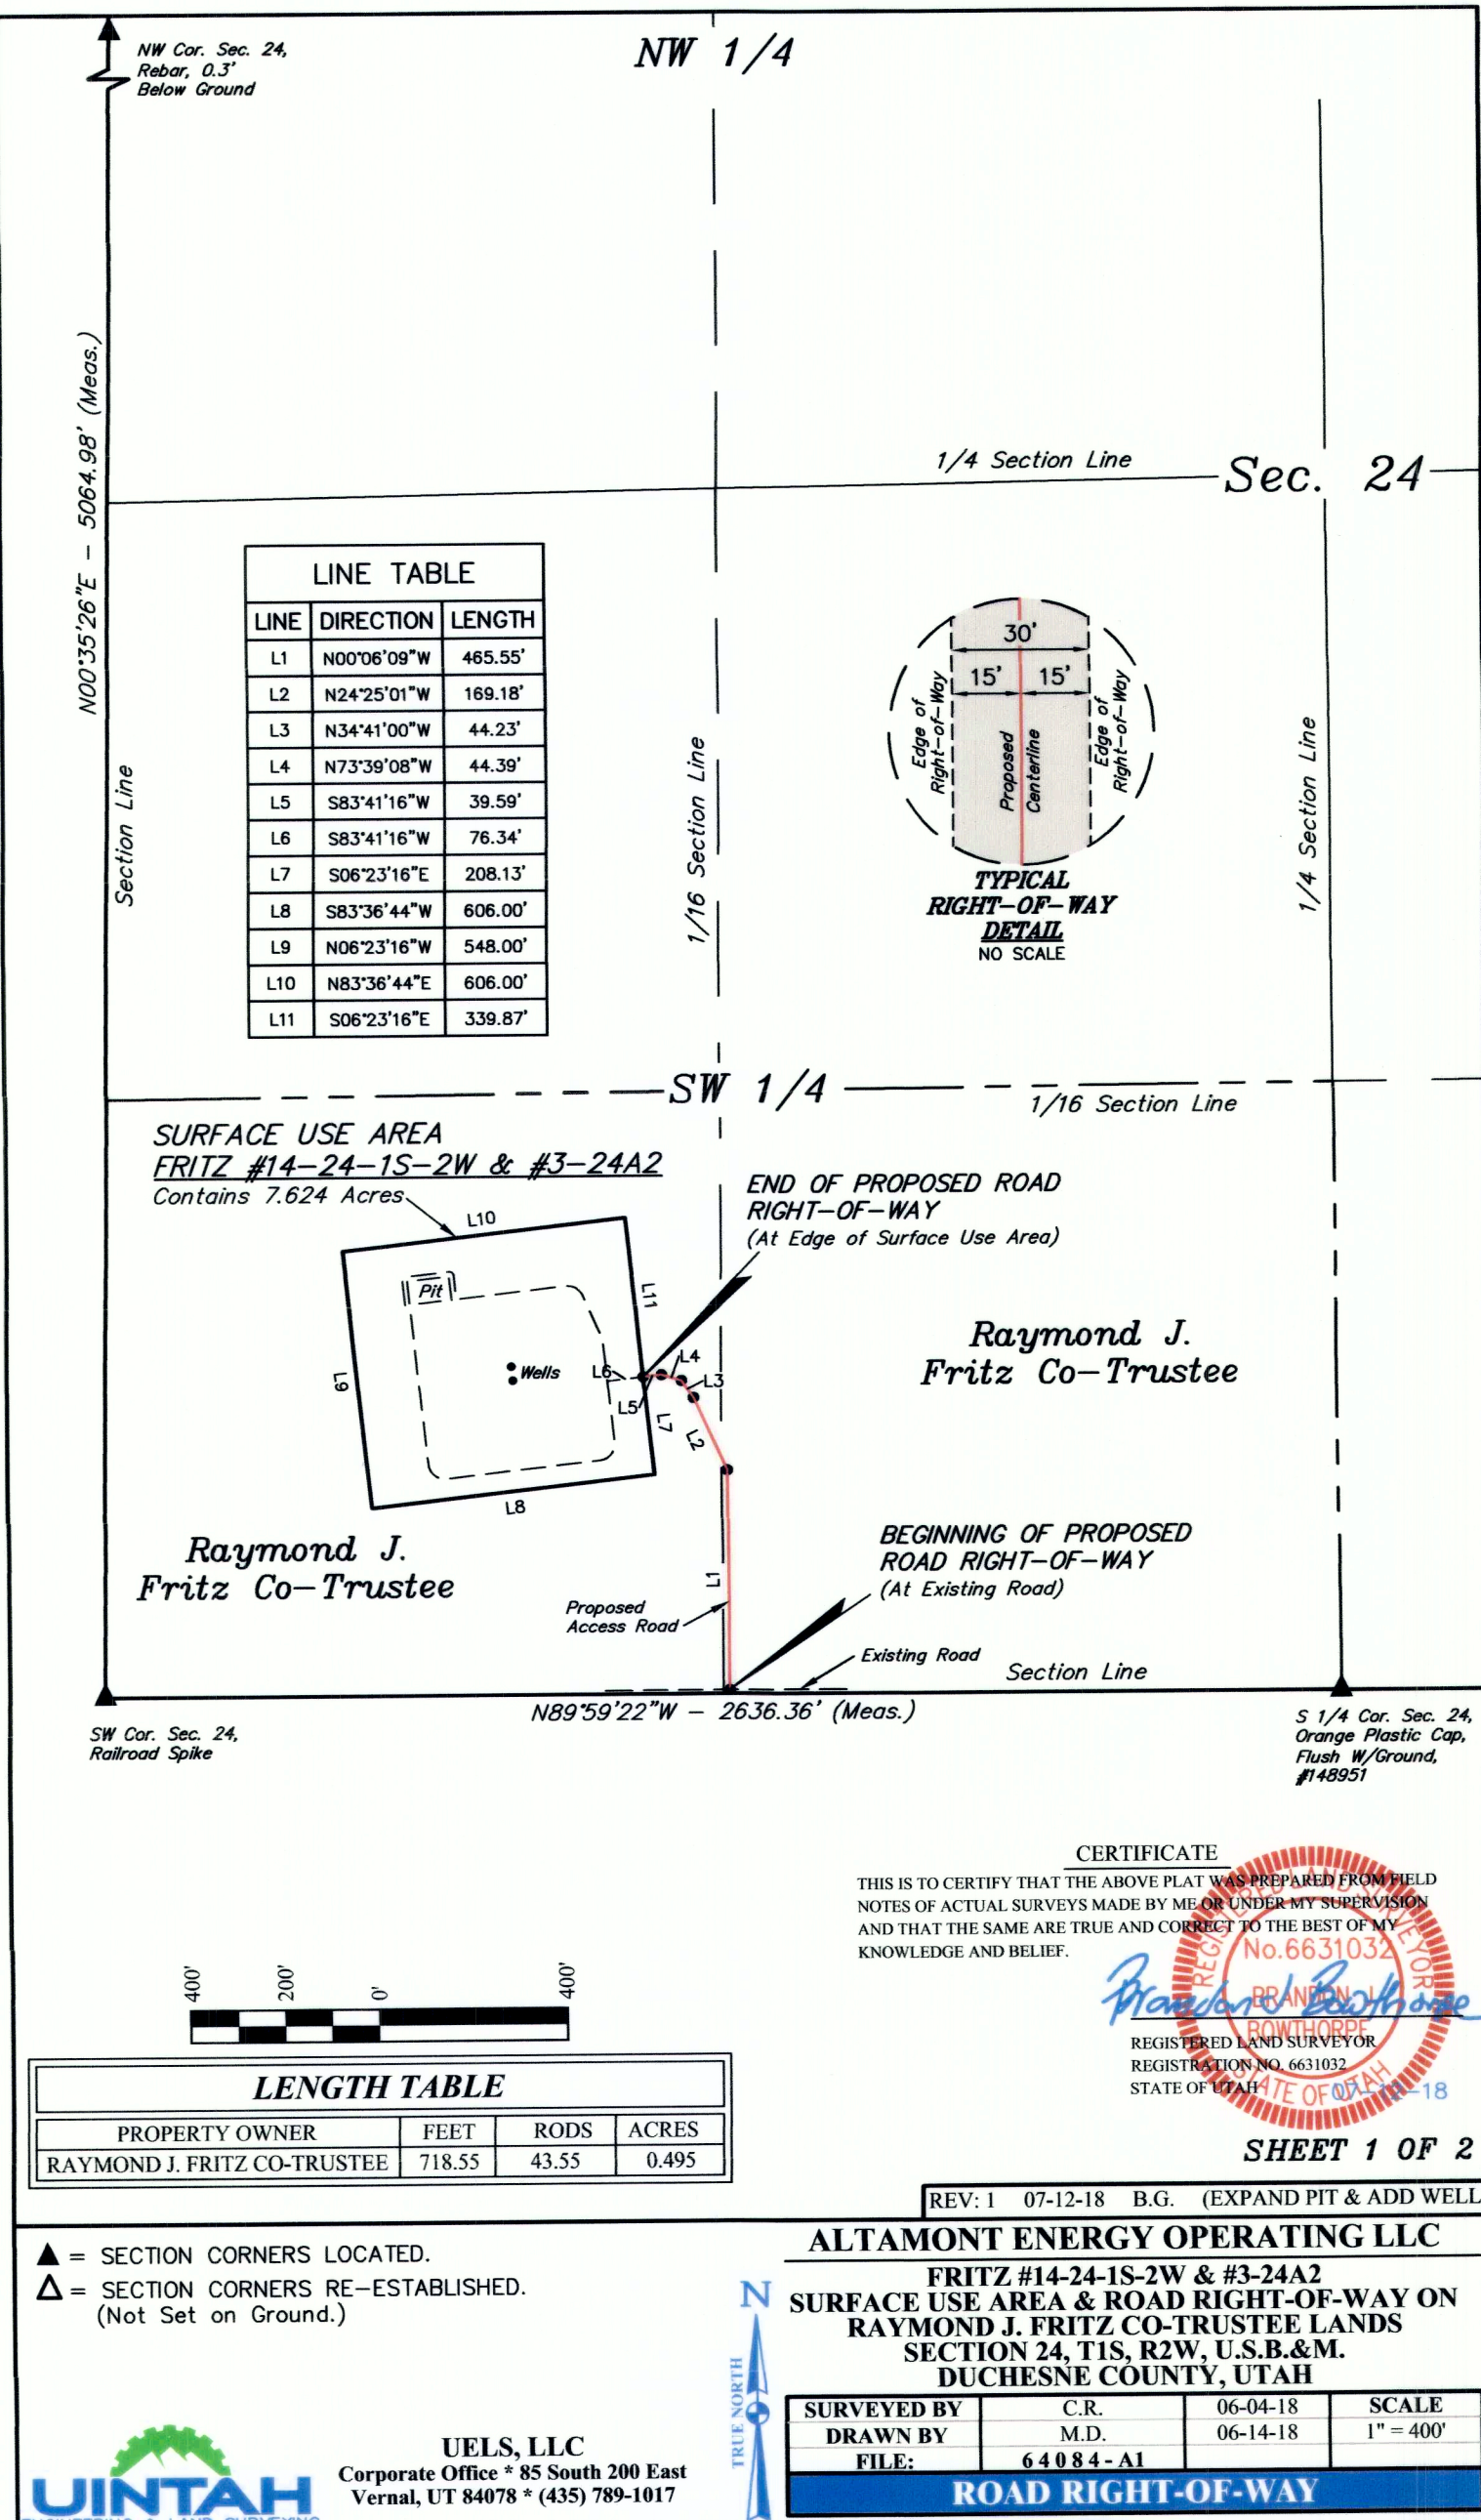 NW Cor. Sec. 24,
Rebar, 0.3'
Below Ground
NW 1/4
N00°35'26"E - 5064.98' (Meas.)
Section Line
1/4 Section Line
Sec. 24
LINE TABLE
LINE DIRECTION LENGTH
L1 N00°06'09"W 465.55'
L2 N24°25'01"W 169.18'
L3 N34°41'00"W 44.23'
L4 N73°39'08"W 44.39'
L5 S83°41'16"W 39.59'
L6 S83°41'16"W 76.34'
L7 S06°23'16"E 208.13'
L8 S83°36'44"W 606.00'
L9 N06°23'16"W 548.00'
L10 N83°36'44"E 606.00'
L11 S06°23'16"E 339.87'
1/16 Section Line
30'
15' 15'
Edge of
Right-of-Way
Proposed
Centerline
Edge of
Right-of-Way
TYPICAL
RIGHT-OF-WAY
DETAIL
NO SCALE
1/4 Section Line
SW 1/4
1/16 Section Line
SURFACE USE AREA
FRITZ #14-24-1S-2W & #3-24A2
Contains 7.624 Acres
END OF PROPOSED ROAD
RIGHT-OF-WAY
(At Edge of Surface Use Area)
L10
Pit
L11
Wells
L6
L4
L3
L5
L7
L2
L9
L8
Raymond J.
Fritz Co-Trustee
Raymond J.
Fritz Co-Trustee
BEGINNING OF PROPOSED
ROAD RIGHT-OF-WAY
(At Existing Road)
L1
Proposed
Access Road
Existing Road
Section Line
N89°59'22"W - 2636.36' (Meas.)
SW Cor. Sec. 24,
Railroad Spike
S 1/4 Cor. Sec. 24,
Orange Plastic Cap,
Flush W/Ground,
#148951
CERTIFICATE
THIS IS TO CERTIFY THAT THE ABOVE PLAT WAS PREPARED FROM FIELD
NOTES OF ACTUAL SURVEYS MADE BY ME OR UNDER MY SUPERVISION
AND THAT THE SAME ARE TRUE AND CORRECT TO THE BEST OF MY
KNOWLEDGE AND BELIEF.
REGISTERED LAND SURVEYOR
No.6631032
BRANDON J.
BOWTHORPE
STATE OF UTAH
Brandon J Bowthorpe
REGISTERED LAND SURVEYOR
REGISTRATION NO. 6631032
STATE OF UTAH
400' 200' 0' 400'
LENGTH TABLE
PROPERTY OWNER FEET RODS ACRES
RAYMOND J. FRITZ CO-TRUSTEE 718.55 43.55 0.495
SHEET 1 OF 2
REV: 1 07-12-18 B.G. (EXPAND PIT & ADD WELL
▲ = SECTION CORNERS LOCATED.
△ = SECTION CORNERS RE-ESTABLISHED.
(Not Set on Ground.)
N
TRUE NORTH
ALTAMONT ENERGY OPERATING LLC
FRITZ #14-24-1S-2W & #3-24A2
SURFACE USE AREA & ROAD RIGHT-OF-WAY ON
RAYMOND J. FRITZ CO-TRUSTEE LANDS
SECTION 24, T1S, R2W, U.S.B.&M.
DUCHESNE COUNTY, UTAH
SURVEYED BY C.R. 06-04-18 SCALE
DRAWN BY M.D. 06-14-18 1" = 400'
FILE: 64084-A1
ROAD RIGHT-OF-WAY
UINTAH
UELS, LLC
Corporate Office * 85 South 200 East
Vernal, UT 84078 * (435) 789-1017